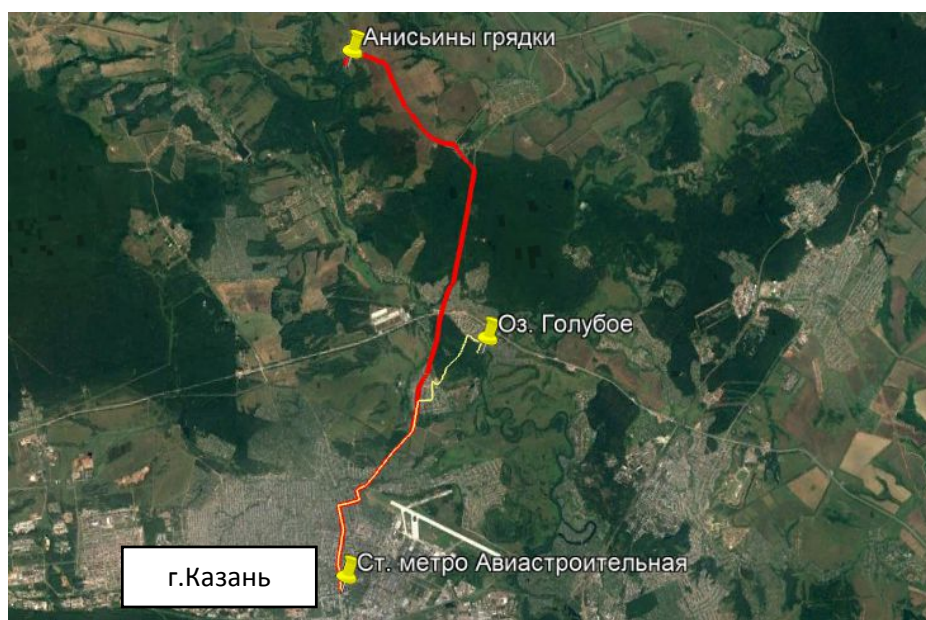 Анисьины грядки
Оз. Голубое
Ст. метро Авиастроительная
г.Казань